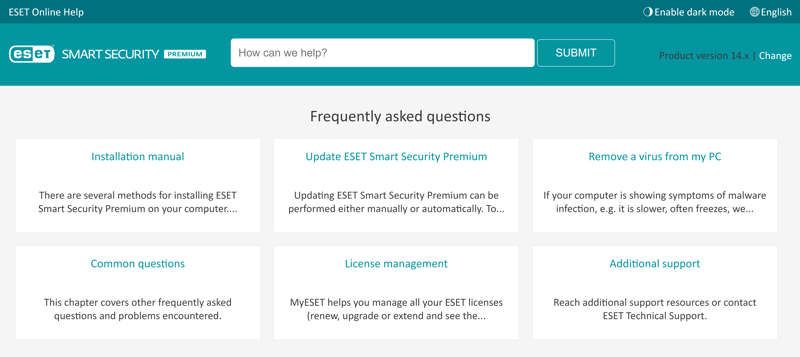 ESET Online Help
Enable dark mode
English
eset SMART SECURITY PREMIUM
How can we help?
SUBMIT
Product version 14.x | Change
Frequently asked questions
Installation manual
There are several methods for installing ESET
Smart Security Premium on your computer....
Update ESET Smart Security Premium
Updating ESET Smart Security Premium can be
performed either manually or automatically. To...
Remove a virus from my PC
If your computer is showing symptoms of malware
infection, e.g. it is slower, often freezes, we...
Common questions
This chapter covers other frequently asked
questions and problems encountered.
License management
MyESET helps you manage all your ESET licenses
(renew, upgrade or extend and see the...
Additional support
Reach additional support resources or contact
ESET Technical Support.